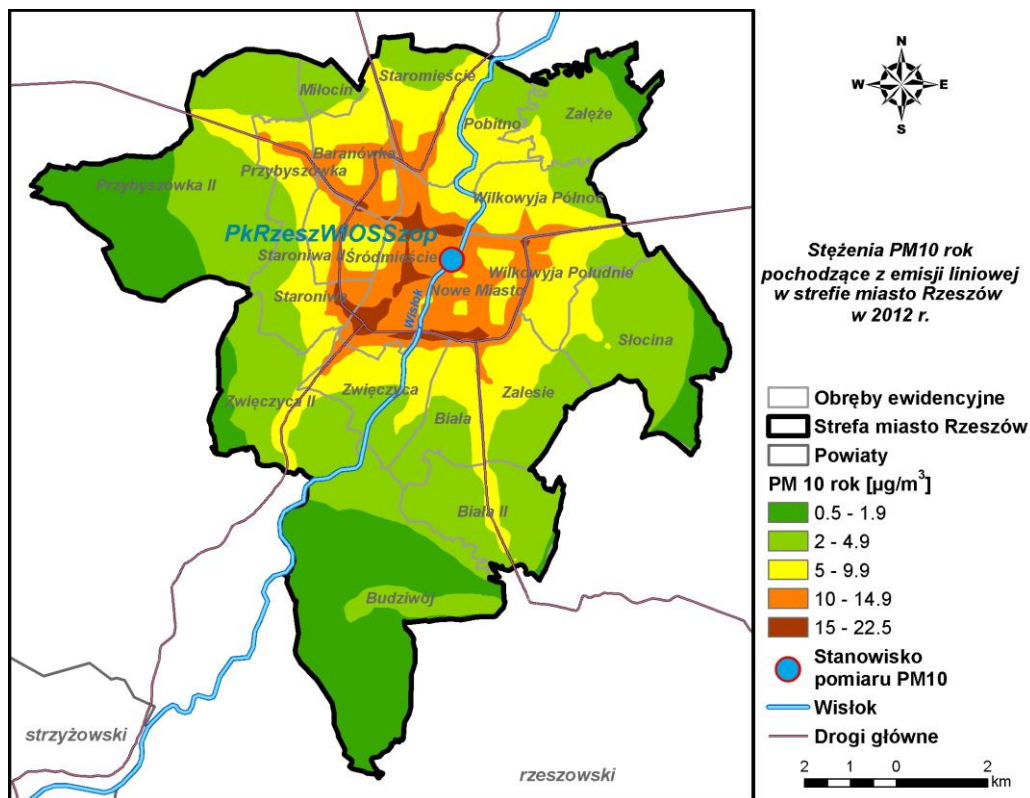 Miłocin
Staromieście
Pobitno
Załęże
Baranówka
Przybyszówka
Przybyszówka II
Wilkowyja Północ
PkRzeszWIOSSzop
Staroniwa II
Śródmieście
Wilkowyja Południe
Nowe Miasto
Staroniwa
Wisłok
Słocina
Zwięczyca
Zalesie
Zwięczyca II
Biała
Biała II
Budziwój
strzyżowski
rzeszowski
N
W E
S
Stężenia PM10 rok
pochodzące z emisji liniowej
w strefie miasto Rzeszów
w 2012 r.
Obręby ewidencyjne
Strefa miasto Rzeszów
Powiaty
PM 10 rok [µg/m³]
0.5 - 1.9
2 - 4.9
5 - 9.9
10 - 14.9
15 - 22.5
Stanowisko
pomiaru PM10
Wisłok
Drogi główne
2 1 0 2
km